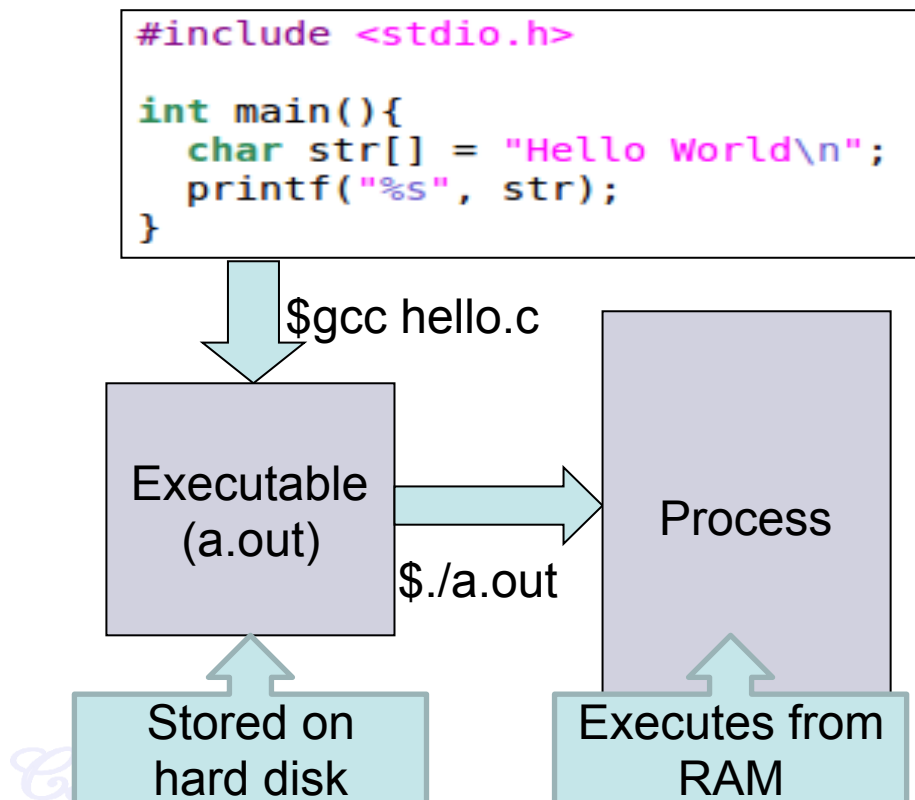 #include <stdio.h>
int main(){
  char str[] = "Hello World\n";
  printf("%s", str);
}
$gcc hello.c
Executable
(a.out)
$./a.out
Process
Stored on
hard disk
Executes from
RAM